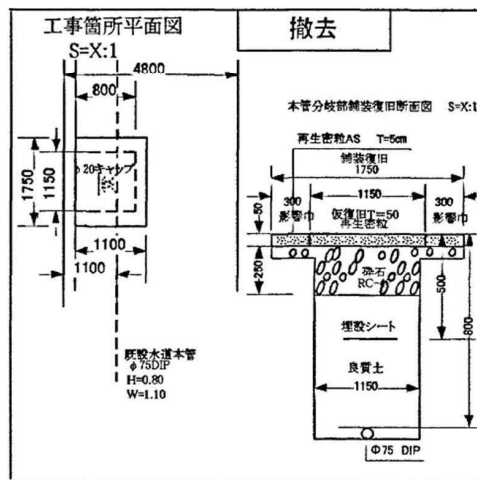 工事箇所平面図
S=X:1
撤去
4800
800
1750
1150
φ20キャップ
1100
1100
既設水道本管
φ75DIP
H=0.80
W=1.10
本管分岐部舗装復旧断面図 S=X:1
再生密粒AS T=5cm
舗装復旧
1750
300
1150
300
影響巾
仮復旧T=50
影響巾
再生密粒
50
250
砕石
500
800
埋設シート
良質土
1150
Φ75 DIP